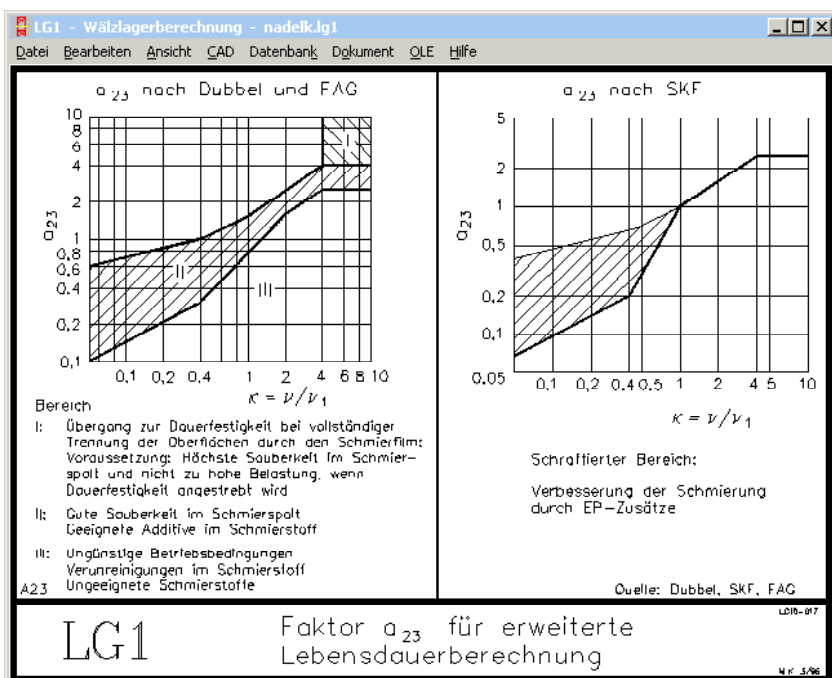 LG1 - Wälzlagerberechnung - nadelk.lg1
Datei Bearbeiten Ansicht CAD Datenbank Dokument OLE Hilfe
a23 nach Dubbel und FAG
10
8
6
4
2
1
0,8
0,6
0,4
0,2
0,1
a23
I
II
III
0,1 0,2 0,4 1 2 4 6 8 10
κ = ν/ν1
Bereich
I: Übergang zur Dauerfestigkeit bei vollständiger
Trennung der Oberflächen durch den Schmierfilm;
Voraussetzung: Höchste Sauberkeit im Schmier-
spalt und nicht zu hohe Belastung, wenn
Dauerfestigkeit angestrebt wird
II: Gute Sauberkeit im Schmierspalt
Geeignete Additive im Schmierstoff
III: Ungünstige Betriebsbedingungen
Verunreinigungen im Schmierstoff
Ungeeignete Schmierstoffe
A23
a23 nach SKF
5
2
1
0,5
0,2
0,1
0.05
a23
0,1 0,2 0,4 0,5 1 2 4 5 10
κ = ν/ν1
Schraffierter Bereich:
Verbesserung der Schmierung
durch EP-Zusätze
Quelle: Dubbel, SKF, FAG
LG1
Faktor a23 für erweiterte
Lebensdauerberechnung